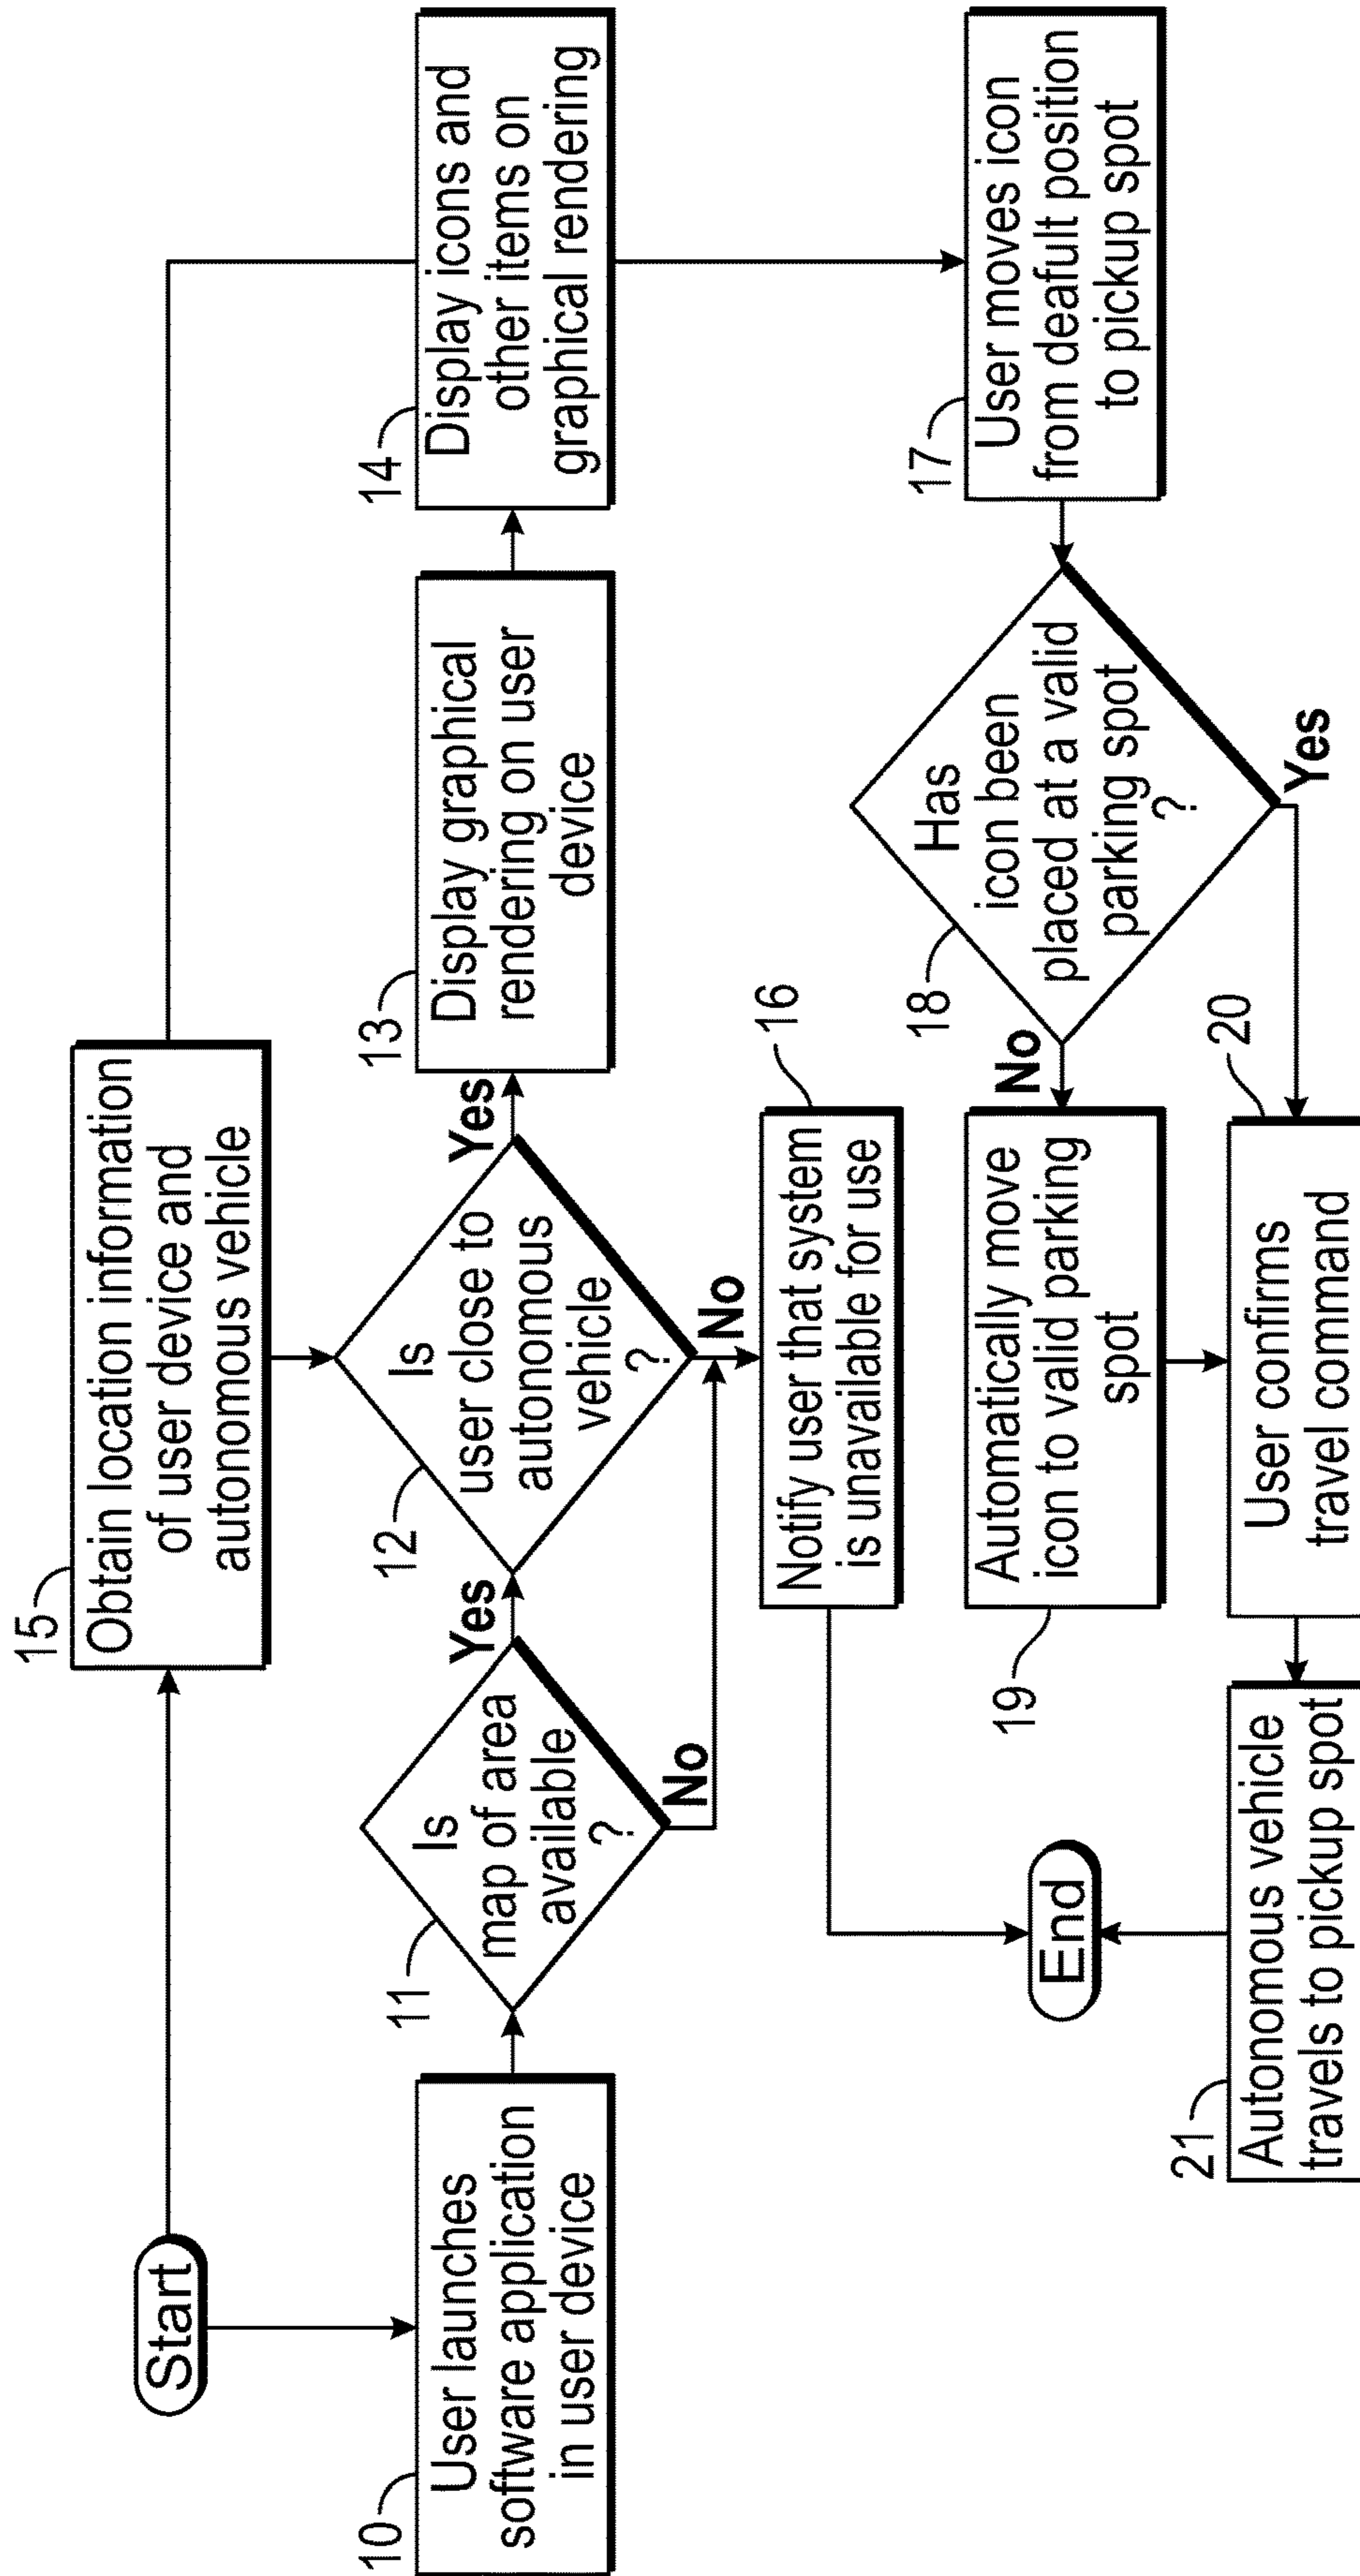 Start
15
Obtain location information
of user device and
autonomous vehicle
10
User launches
software application
in user device
11
Is
map of area
available
?
Yes
No
12
Is
user close to
autonomous
vehicle
?
Yes
No
13
Display graphical
rendering on user
device
14
Display icons and
other items on
graphical rendering
16
Notify user that system
is unavailable for use
17
User moves icon
from deafult position
to pickup spot
18
Has
icon been
placed at a valid
parking spot
?
No
Yes
19
Automatically move
icon to valid parking
spot
20
User confirms
travel command
21
Autonomous vehicle
travels to pickup spot
End